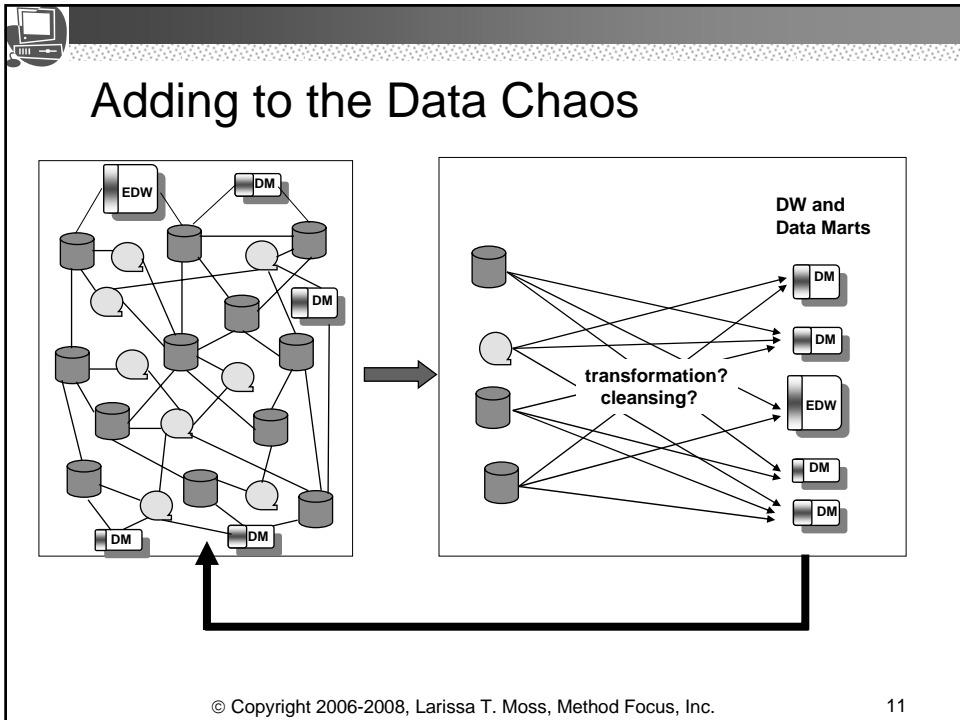 Adding to the Data Chaos
EDW
DM
DM
DM
DM
DW and
Data Marts
DM
DM
transformation?
cleansing?
EDW
DM
DM
© Copyright 2006-2008, Larissa T. Moss, Method Focus, Inc.
11